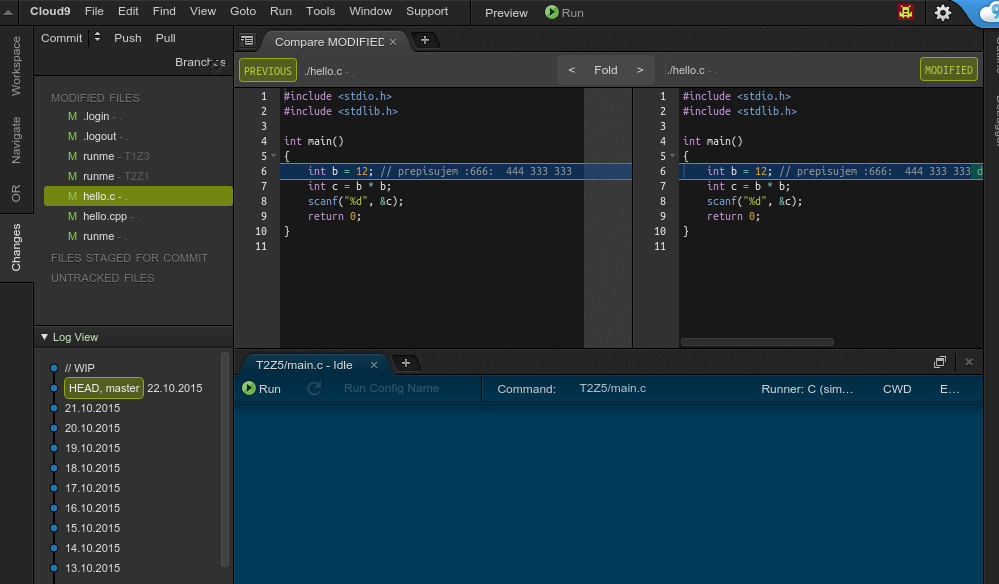 Cloud9 File Edit Find View Goto Run Tools Window Support Preview Run
Workspace
Navigate
OR
Changes
Commit Push Pull
Branches
MODIFIED FILES
M .login - .
M .logout - .
M runme - T1Z3
M runme - T2Z1
M hello.c - .
M hello.cpp - .
M runme - .
FILES STAGED FOR COMMIT
UNTRACKED FILES
Log View
// WIP
HEAD, master 22.10.2015
21.10.2015
20.10.2015
19.10.2015
18.10.2015
17.10.2015
16.10.2015
15.10.2015
14.10.2015
13.10.2015
Compare MODIFIED
PREVIOUS ./hello.c - . < Fold > ./hello.c - . MODIFIED
1 #include <stdio.h>
2 #include <stdlib.h>
3
4 int main()
5 {
6 int b = 12; // prepisujem :666: 444 333 333
7 int c = b * b;
8 scanf("%d", &c);
9 return 0;
10 }
11
1 #include <stdio.h>
2 #include <stdlib.h>
3
4 int main()
5 {
6 int b = 12; // prepisujem :666: 444 333 333 d
7 int c = b * b;
8 scanf("%d", &c);
9 return 0;
10 }
11
T2Z5/main.c - Idle
Run Run Config Name Command: T2Z5/main.c Runner: C (sim... CWD E...